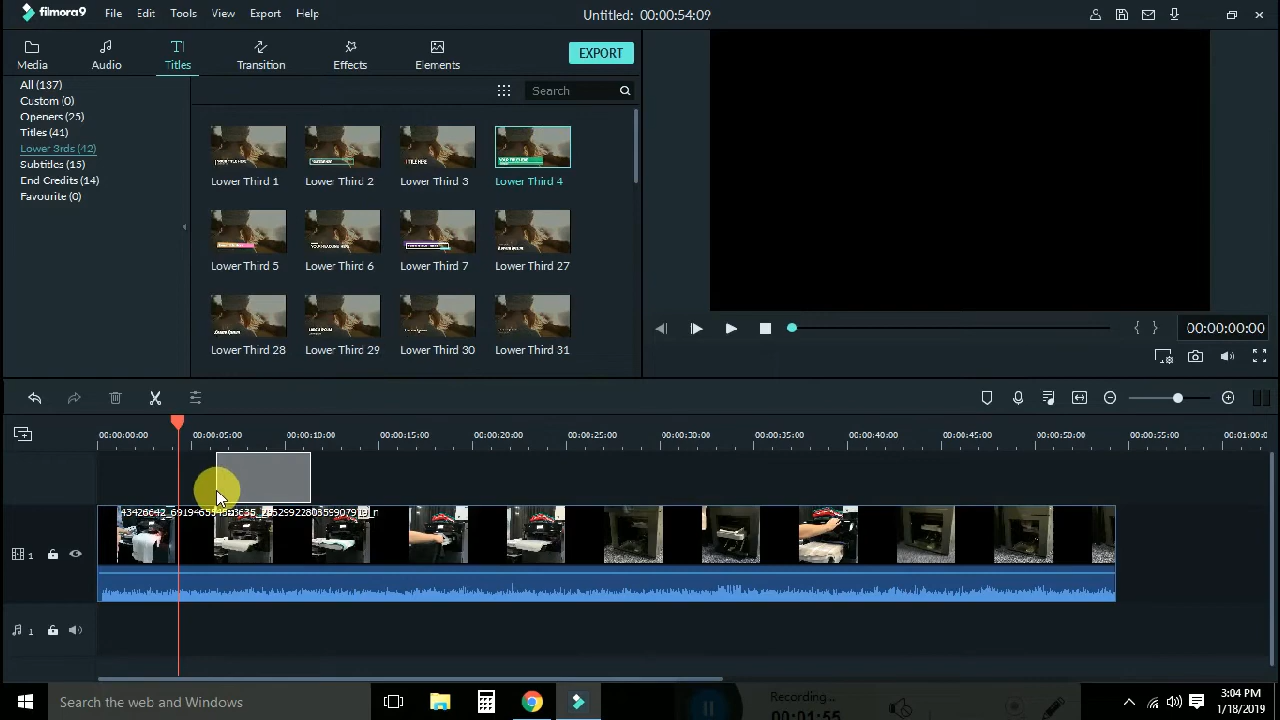 filmora9 File Edit Tools View Export Help Untitled: 00:00:54:09
Media Audio Titles Transition Effects Elements EXPORT
All (137)
Custom (0)
Openers (25)
Titles (41)
Lower 3rds (42)
Subtitles (15)
End Credits (14)
Favourite (0)
Search
Lower Third 1 Lower Third 2 Lower Third 3 Lower Third 4
Lower Third 5 Lower Third 6 Lower Third 7 Lower Third 27
Lower Third 28 Lower Third 29 Lower Third 30 Lower Third 31
00:00:00:00
00:00:00:00 00:00:05:00 00:00:10:00 00:00:15:00 00:00:20:00 00:00:25:00 00:00:30:00 00:00:35:00 00:00:40:00 00:00:45:00 00:00:50:00 00:00:55:00 00:01:00:
1
1
Search the web and Windows
Recording...
00:01:55
3:04 PM
1/18/2019